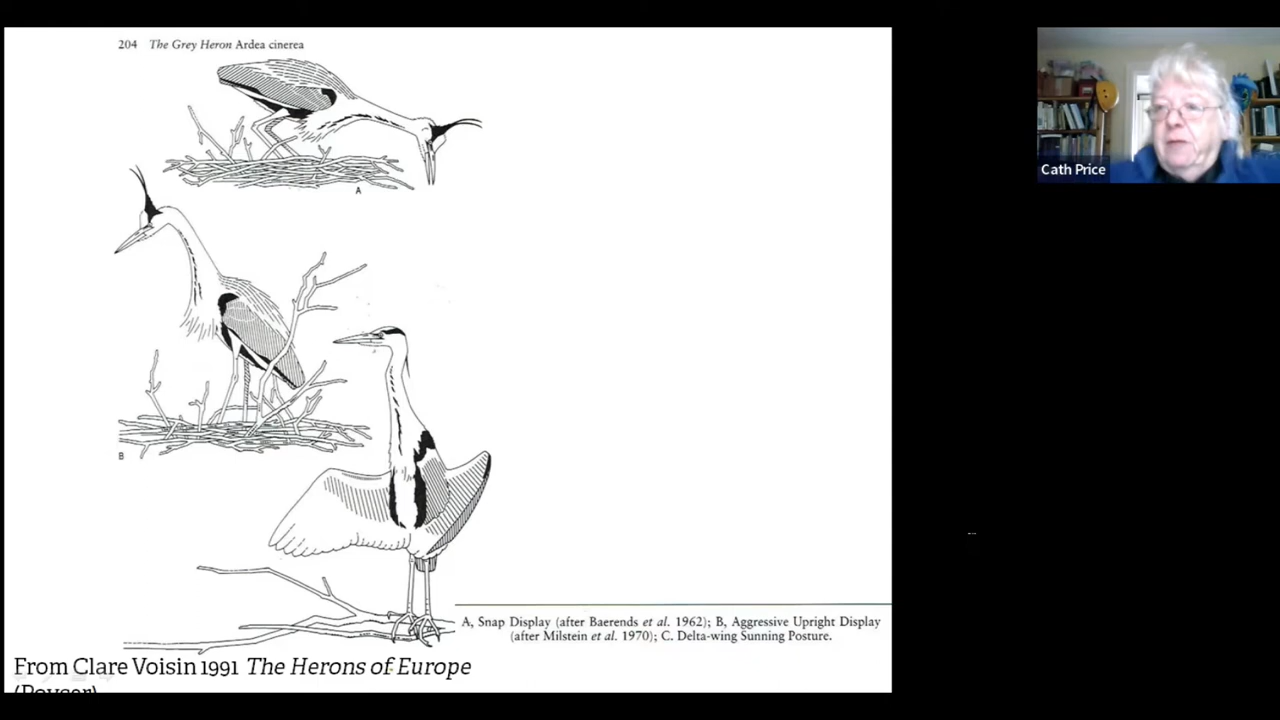 204 The Grey Heron Ardea cinerea
A
B
A, Snap Display (after Baerends et al. 1962); B, Aggressive Upright Display
(after Milstein et al. 1970); C. Delta-wing Sunning Posture.
From Clare Voisin 1991 The Herons of Europe
Cath Price